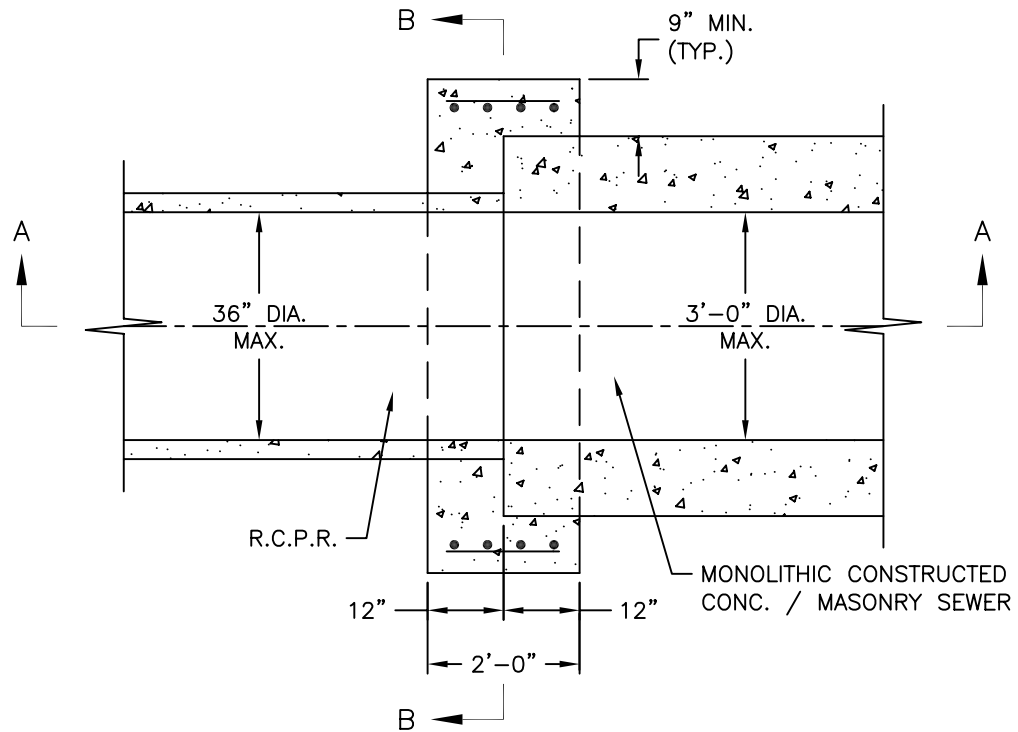 B
9” MIN.
(TYP.)
A
A
36” DIA.
MAX.
3’-0” DIA.
MAX.
R.C.P.R.
MONOLITHIC CONSTRUCTED
CONC. / MASONRY SEWER
12”
12”
2’-0”
B